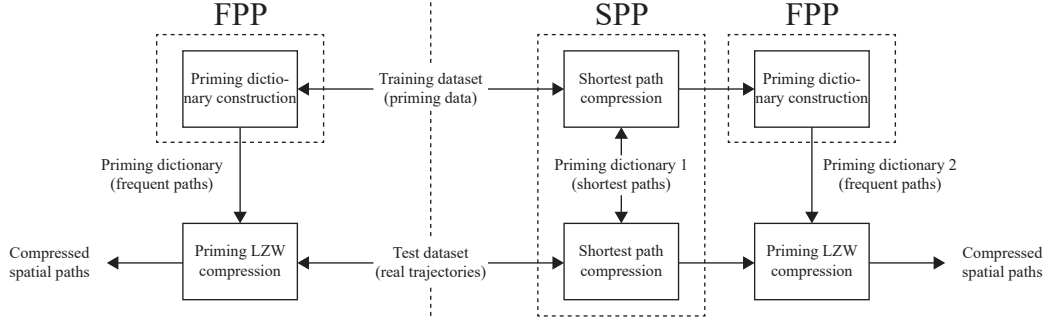 FPP
SPP
FPP
Priming dictio-
nary construction
Training dataset
(priming data)
Shortest path
compression
Priming dictio-
nary construction
Priming dictionary
(frequent paths)
Priming dictionary 1
(shortest paths)
Priming dictionary 2
(frequent paths)
Compressed
spatial paths
Priming LZW
compression
Test dataset
(real trajectories)
Shortest path
compression
Priming LZW
compression
Compressed
spatial paths